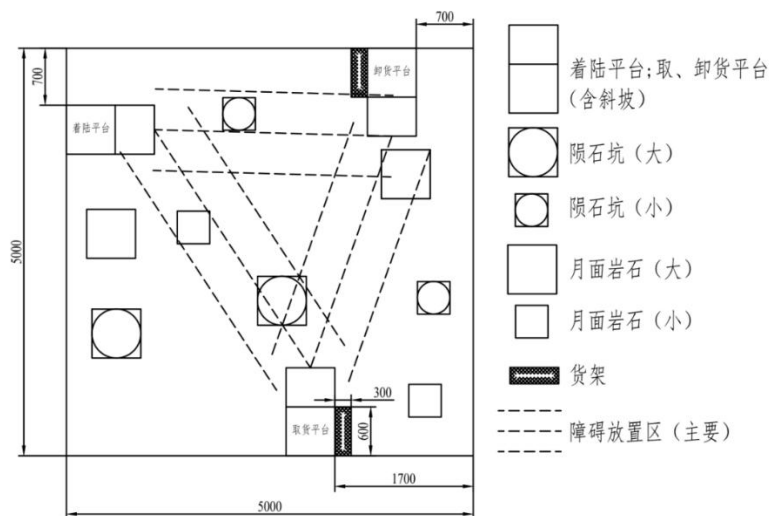 700
700
卸货平台
着陆平台
5000
300
600
取货平台
1700
5000
着陆平台;取、卸货平台
(含斜坡)
陨石坑（大）
陨石坑（小）
月面岩石（大）
月面岩石（小）
货架
障碍放置区（主要）